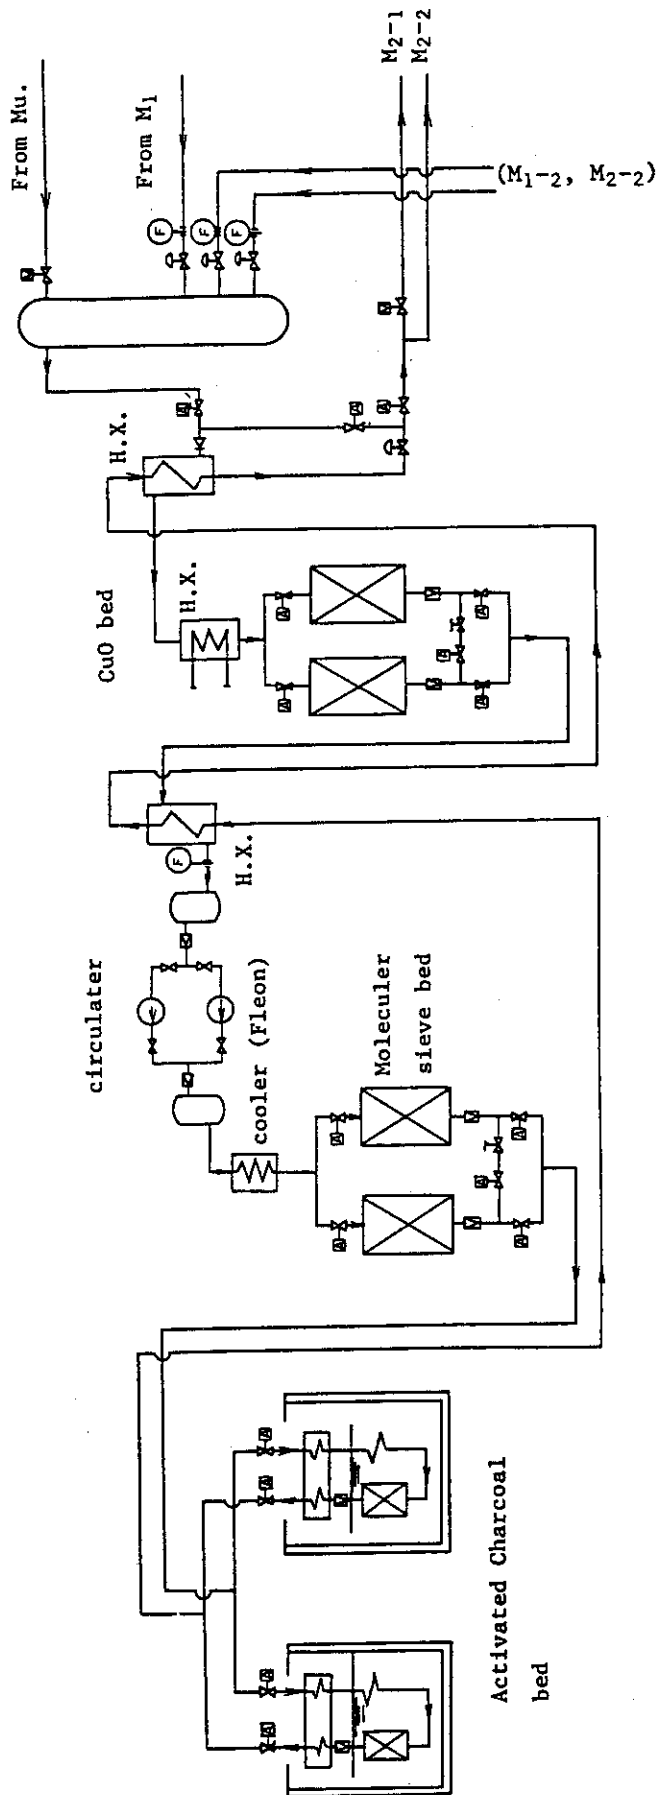 Activated Charcoal
bed
circulater
cooler (Fleon)
Moleculer
sieve bed
F
H.X.
CuO bed
H.X.
H.X.
From Mu.
From M₁
F
F
F
M₂₋₁
M₂₋₂
(M₁₋₂, M₂₋₂)